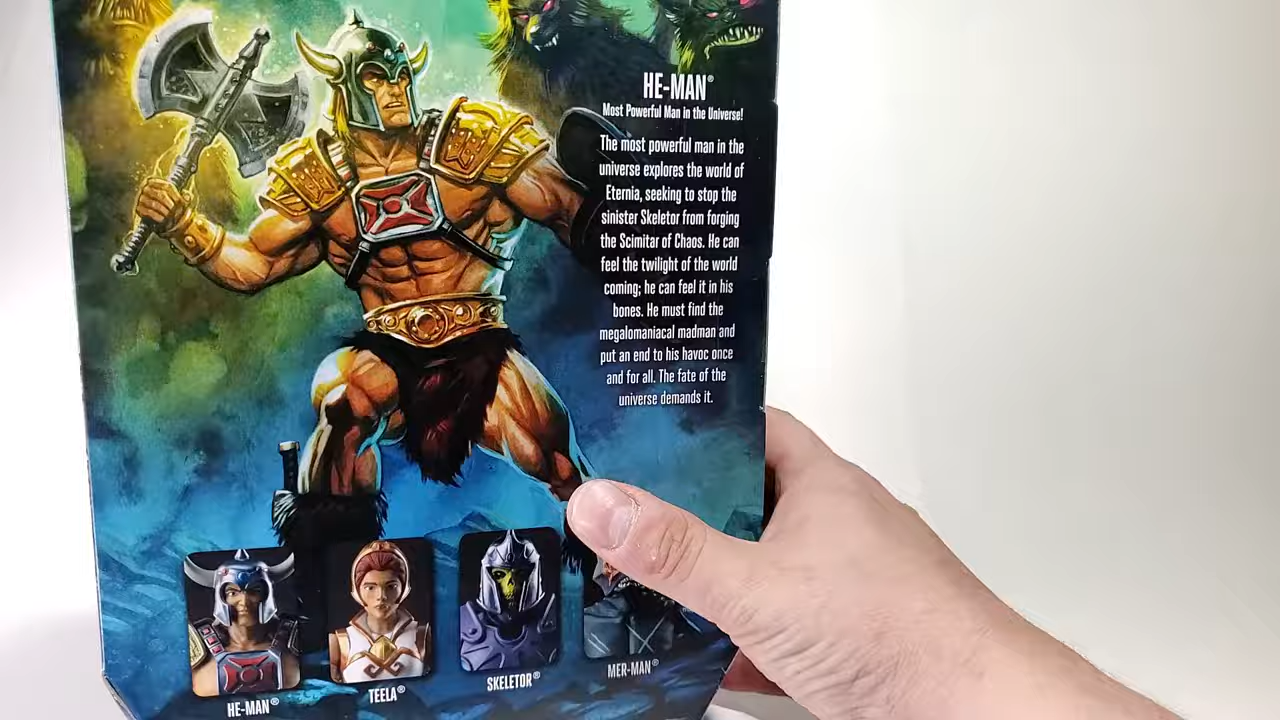 HE-MAN®
Most Powerful Man in the Universe!
The most powerful man in the
universe explores the world of
Eternia, seeking to stop the
sinister Skeletor from forging
the Scimitar of Chaos. He can
feel the twilight of the world
coming; he can feel it in his
bones. He must find the
megalomaniacal madman and
put an end to his havoc once
and for all. The fate of the
universe demands it.
HE-MAN®
TEELA®
SKELETOR®
MER-MAN®